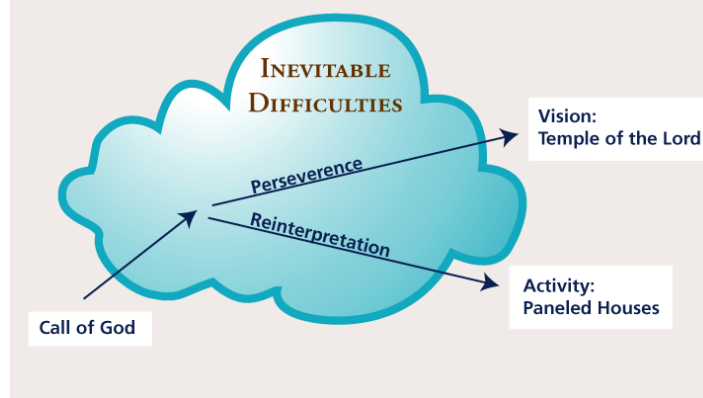 INEVITABLE
DIFFICULTIES
Vision:
Temple of the Lord
Perseverence
Reinterpretation
Activity:
Paneled Houses
Call of God